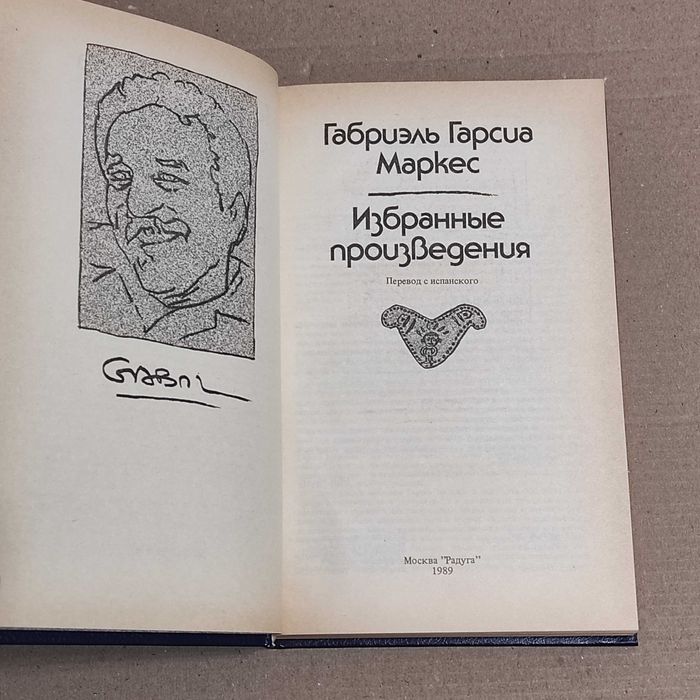 Габриэль Гарсиа
Маркес
Избранные
произведения
Перевод с испанского
Москва "Радуга"
1989